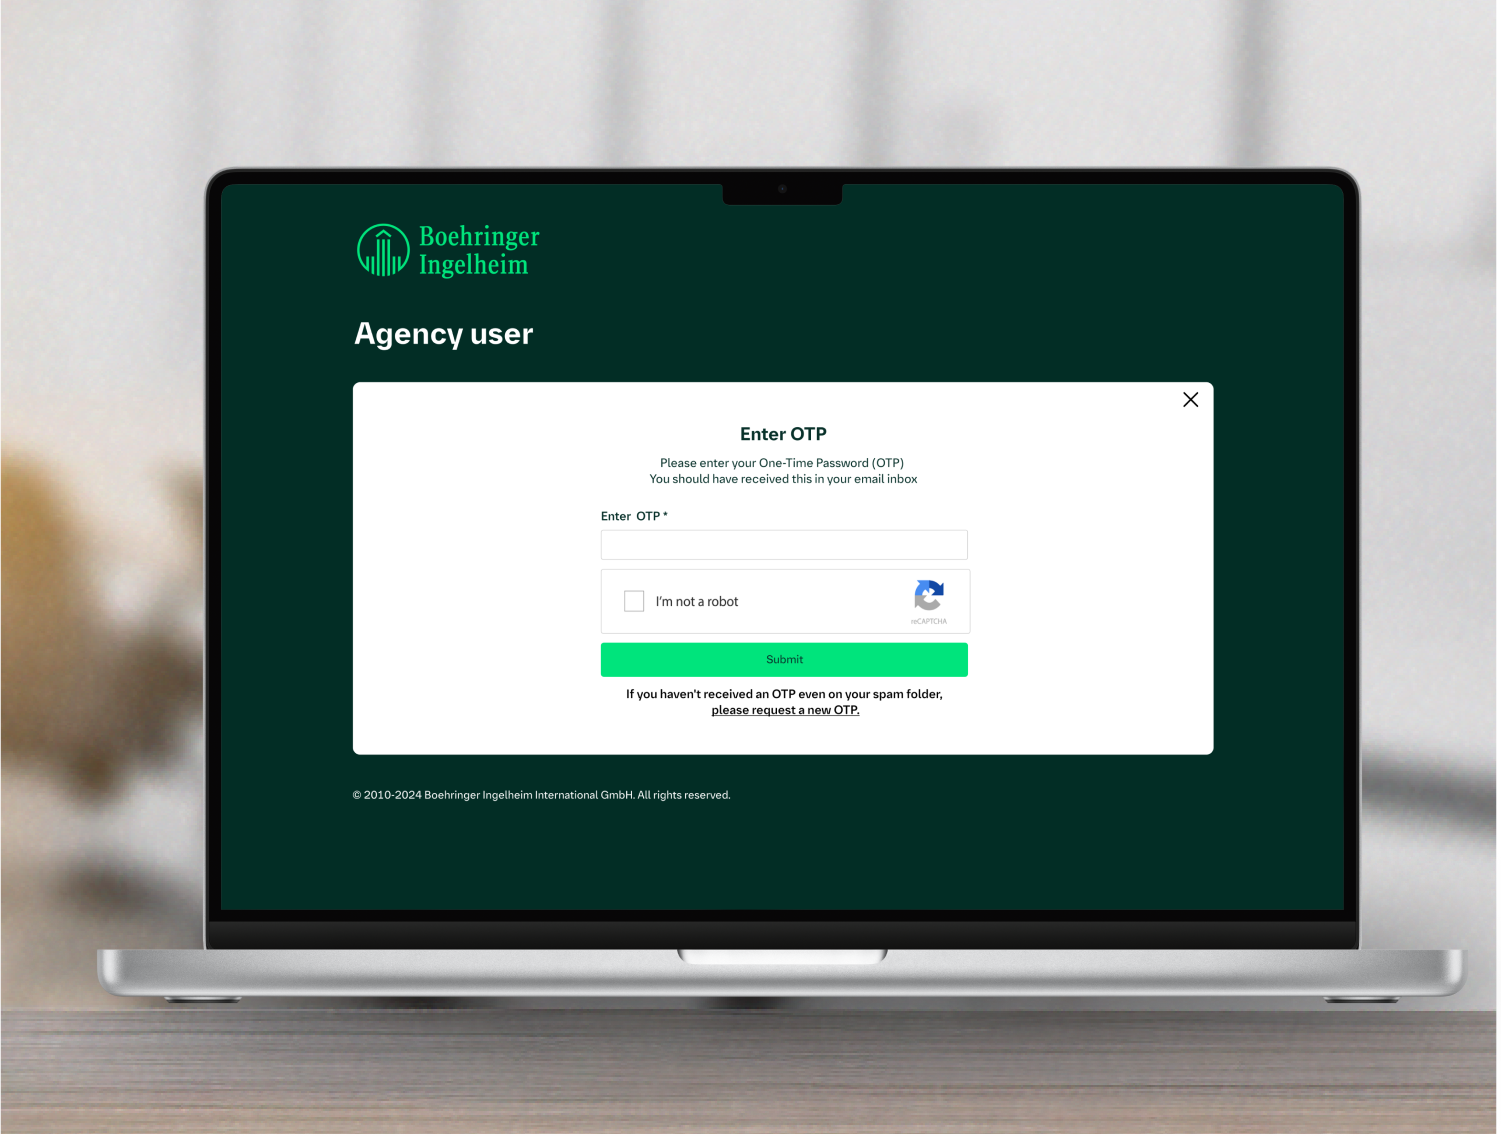 Boehringer
Ingelheim
Agency user
Enter OTP
Please enter your One-Time Password (OTP)
You should have received this in your email inbox
Enter OTP *
I'm not a robot
reCAPTCHA
Submit
If you haven't received an OTP even on your spam folder,
please request a new OTP.
© 2010-2024 Boehringer Ingelheim International GmbH. All rights reserved.